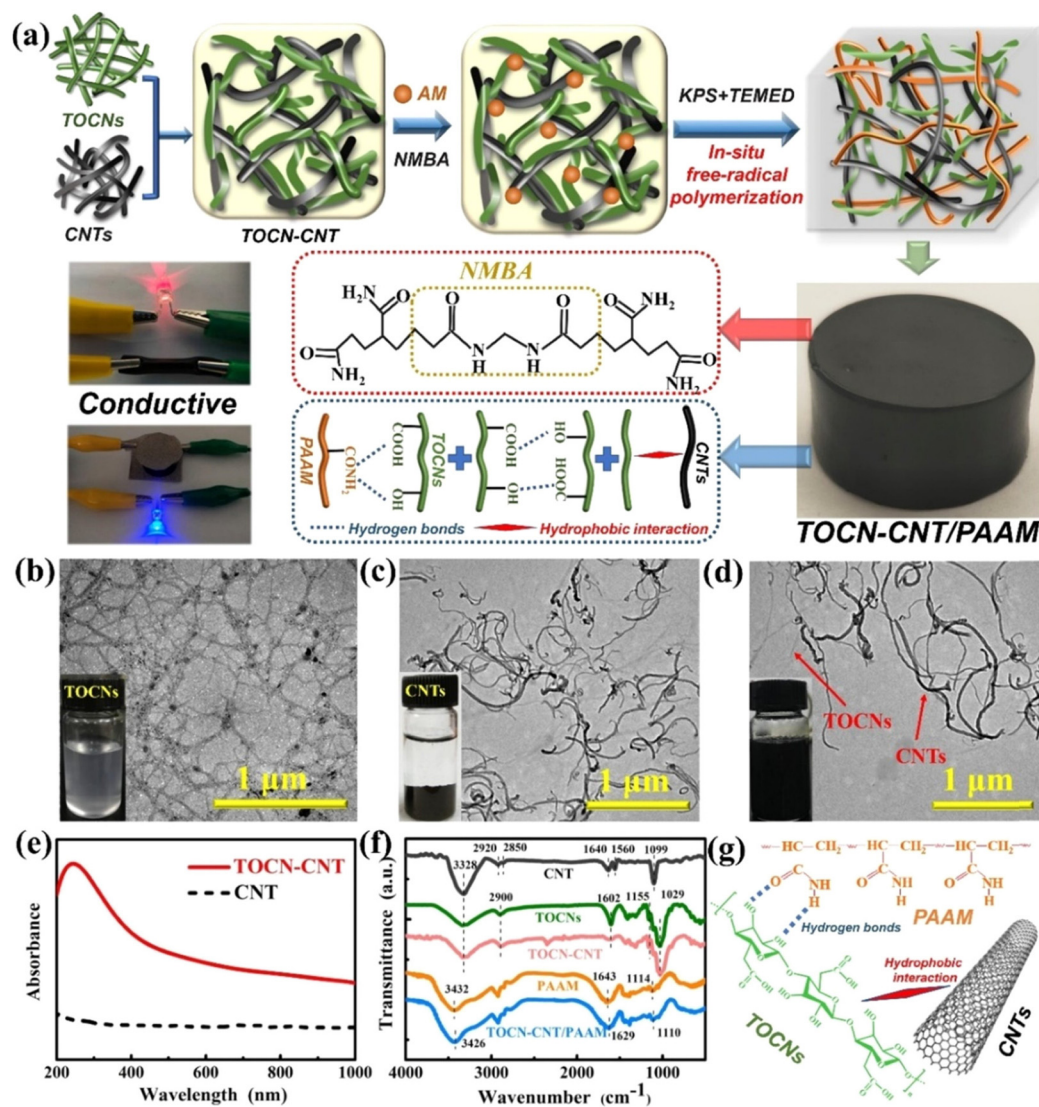 (a)
TOCNs
CNTs
TOCN-CNT
AM
NMBA
KPS+TEMED
In-situ
free-radical
polymerization
Conductive
NMBA
H2N
O
O
O
O
NH2
O
NH2
N
H
N
H
H2N
O
PAAM
CONH2
COOH
OH
TOCNs
COOH
OH
HO
HOOC
CNTs
Hydrogen bonds
Hydrophobic interaction
TOCN-CNT/PAAM
(b)
TOCNs
1 μm
(c)
CNTs
1 μm
(d)
TOCNs
CNTs
1 μm
(e)
Absorbance
TOCN-CNT
CNT
200 400 600 800 1000
Wavelength (nm)
(f)
Transmittance (a.u.)
2920 2850 1640 1560 1099
3328
CNT
2900 1602 1155 1029
TOCNs
TOCN-CNT
3432 1643 1114
PAAM
TOCN-CNT/PAAM
3426 1629 1110
4000 3000 2000 1000
Wavenumber (cm-1)
(g)
HC—CH2 HC—CH2 HC—CH2
O C NH H
O C N H H
O C N H H
PAAM
Hydrogen bonds
Hydrophobic
interaction
TOCNs
CNTs